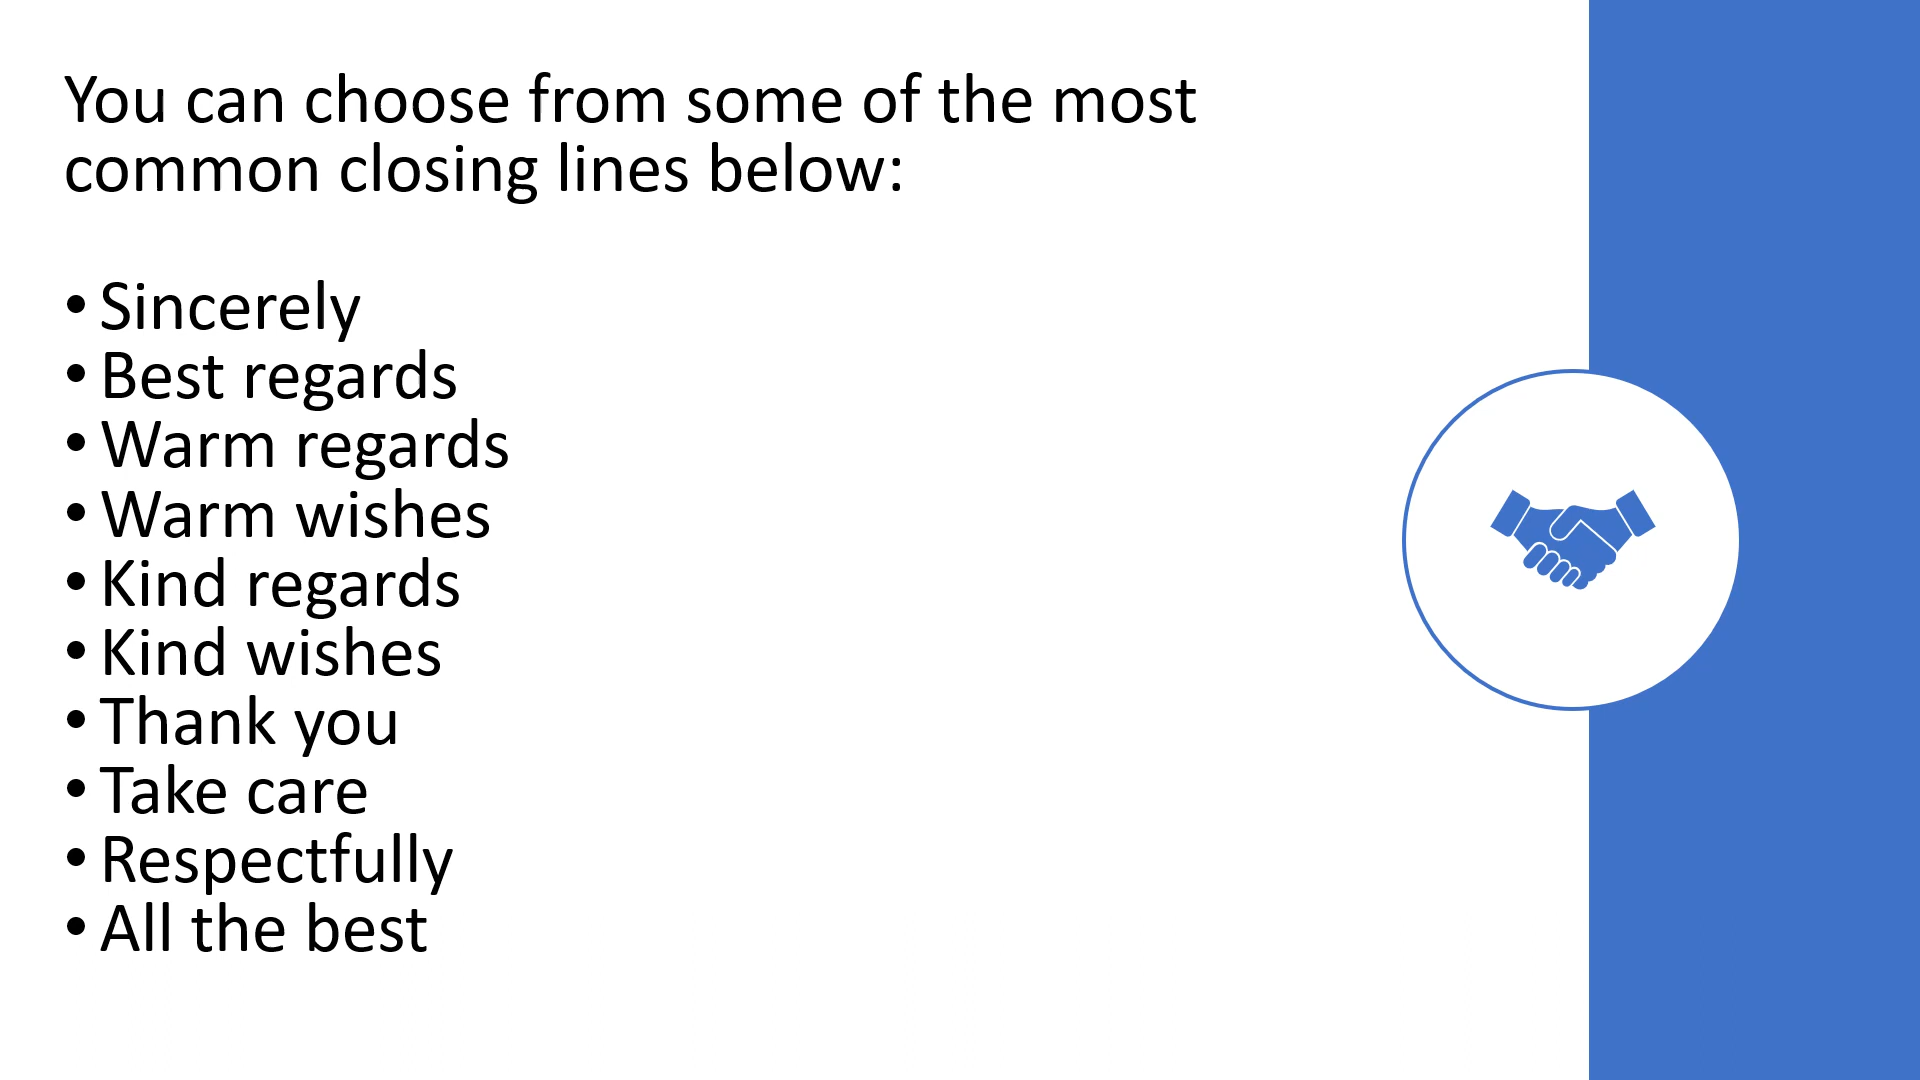 You can choose from some of the most
common closing lines below:
• Sincerely
• Best regards
• Warm regards
• Warm wishes
• Kind regards
• Kind wishes
• Thank you
• Take care
• Respectfully
• All the best